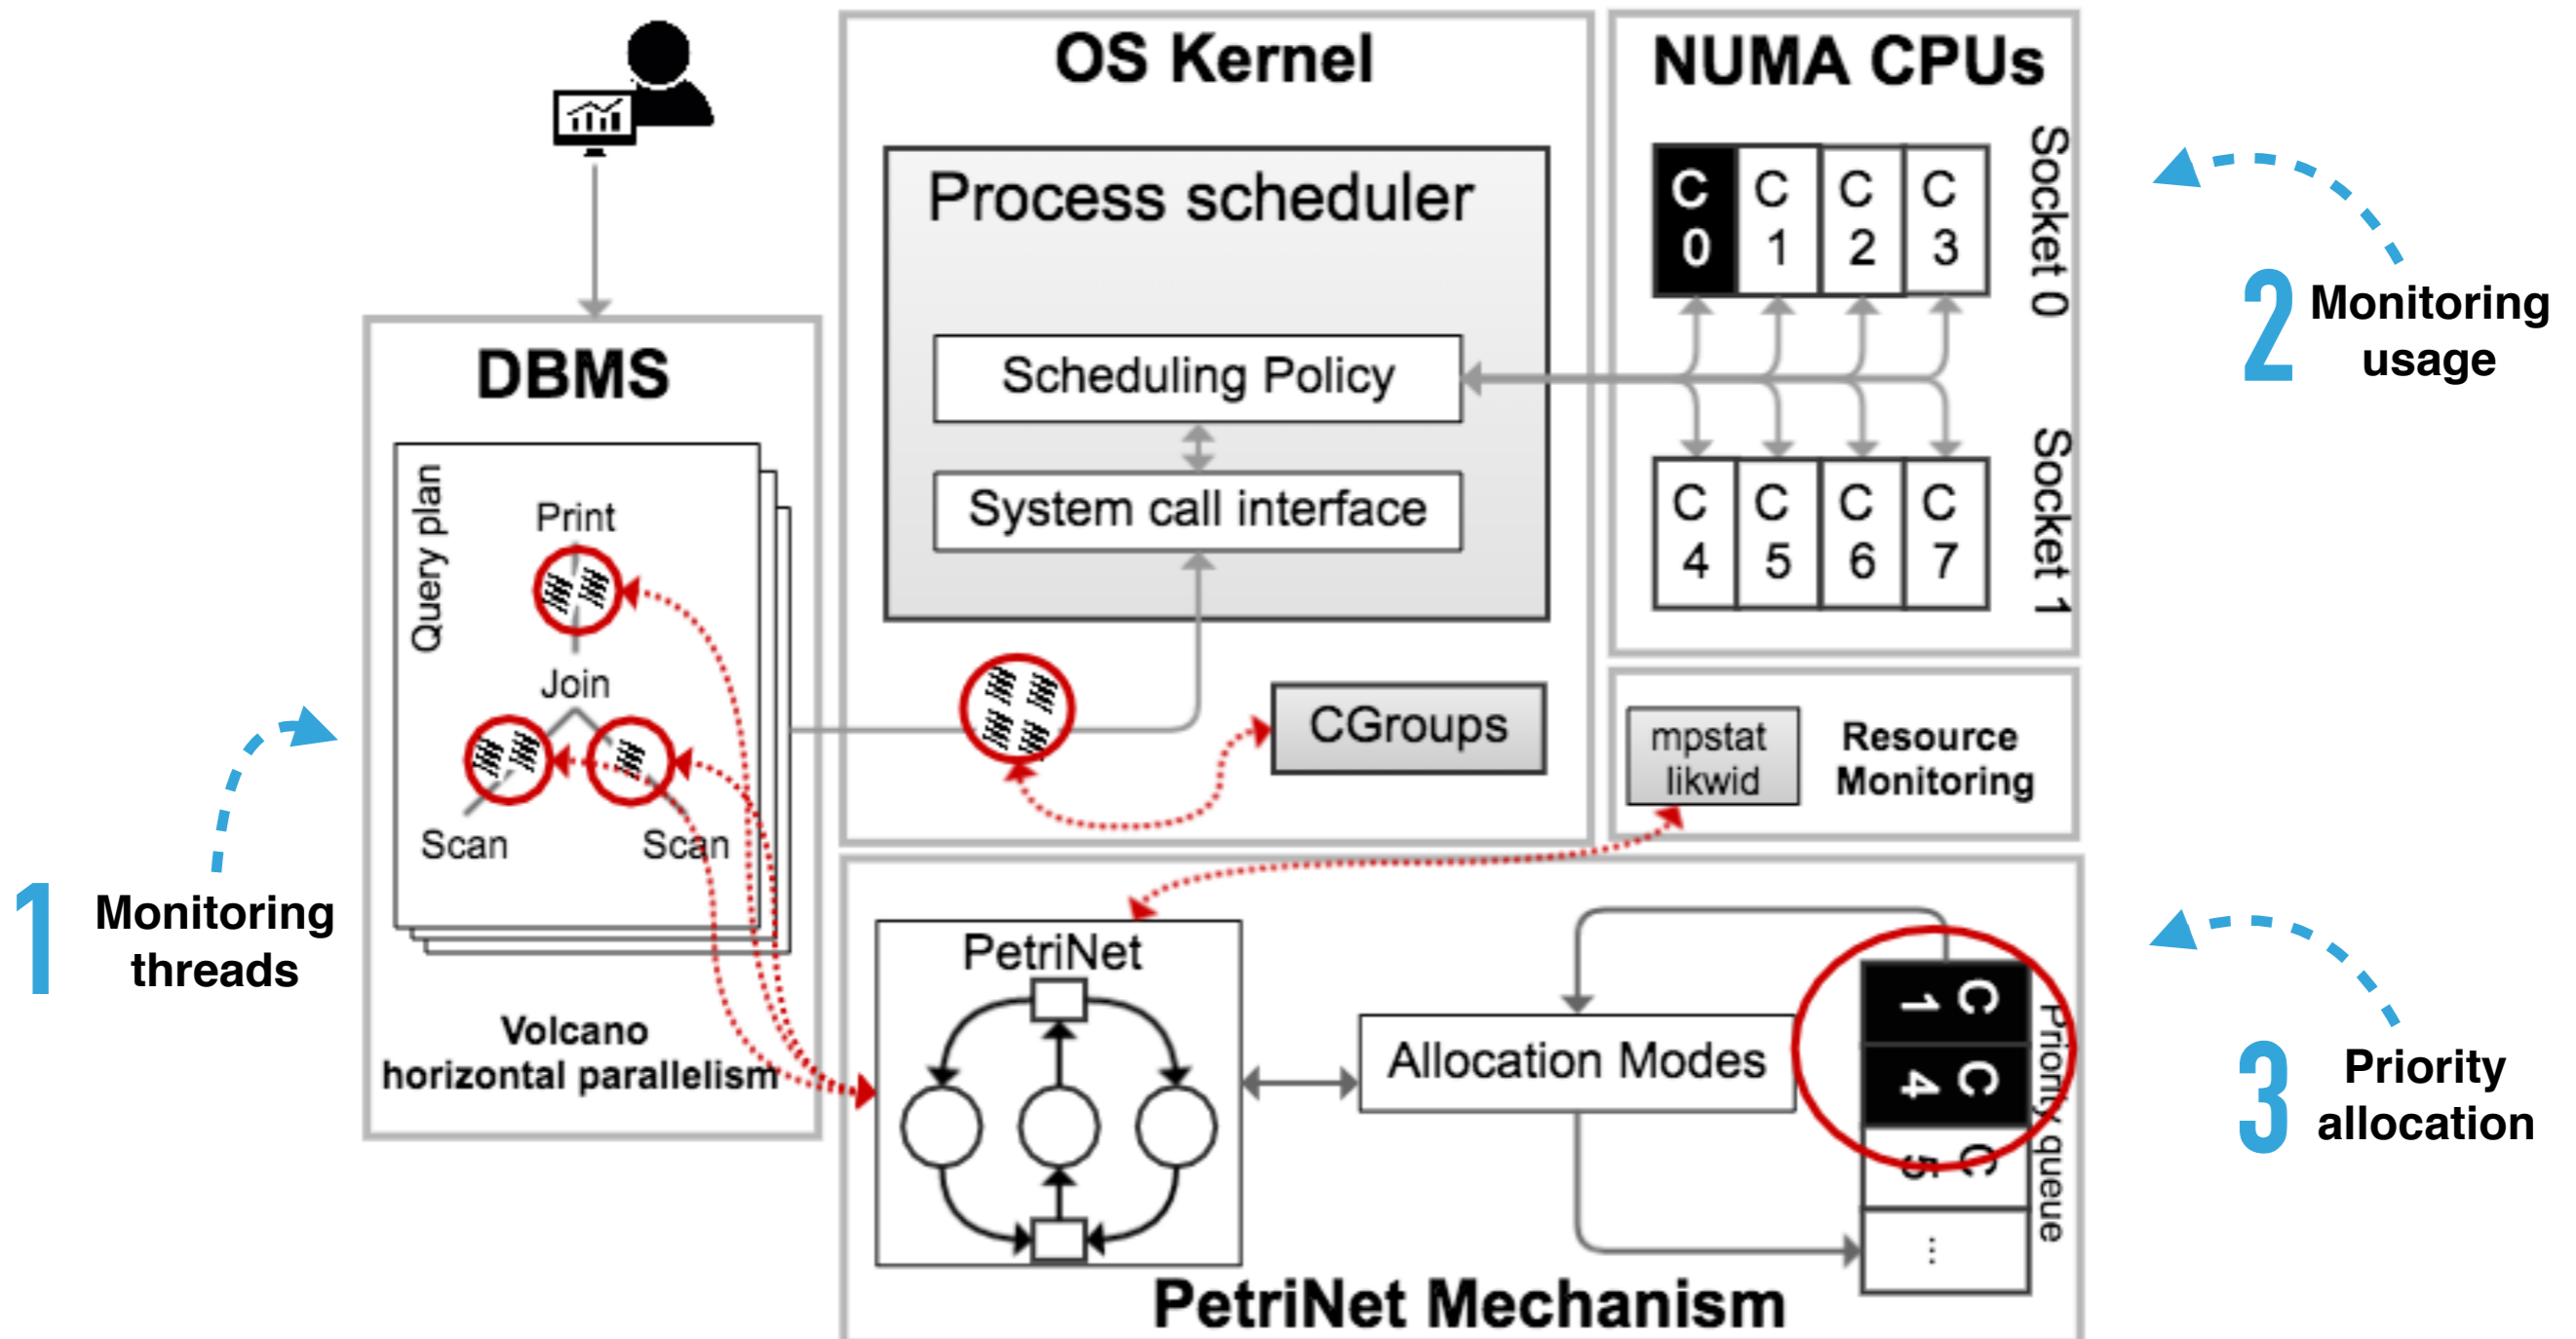 OS Kernel
NUMA CPUs
Process scheduler
Scheduling Policy
System call interface
CGroups
C 0
C 1
C 2
C 3
Socket 0
C 4
C 5
C 6
C 7
Socket 1
2
Monitoring
usage
DBMS
Query plan
Print
Join
Scan
Scan
Volcano
horizontal parallelism
1
Monitoring
threads
mpstat
likwid
Resource
Monitoring
PetriNet
Allocation Modes
C 1
C 4
C 5
...
Priority queue
PetriNet Mechanism
3
Priority
allocation